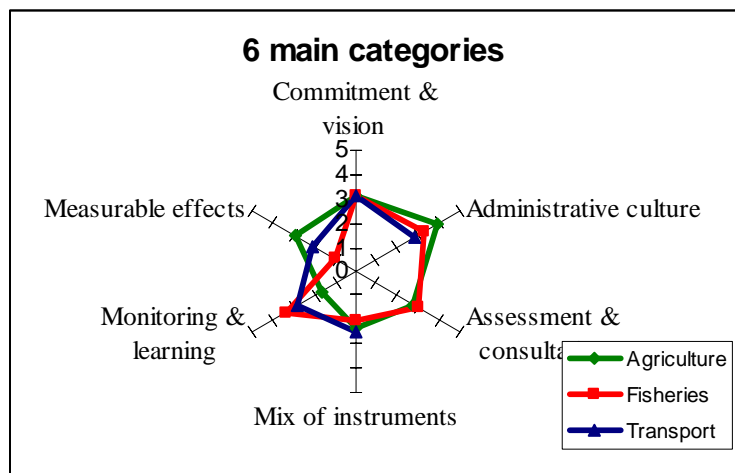 6 main categories
Commitment &
vision
5
4
3
2
1
0
Measurable effects
Administrative culture
Monitoring &
learning
Assessment &
Mix of instruments
Agriculture
Fisheries
Transport